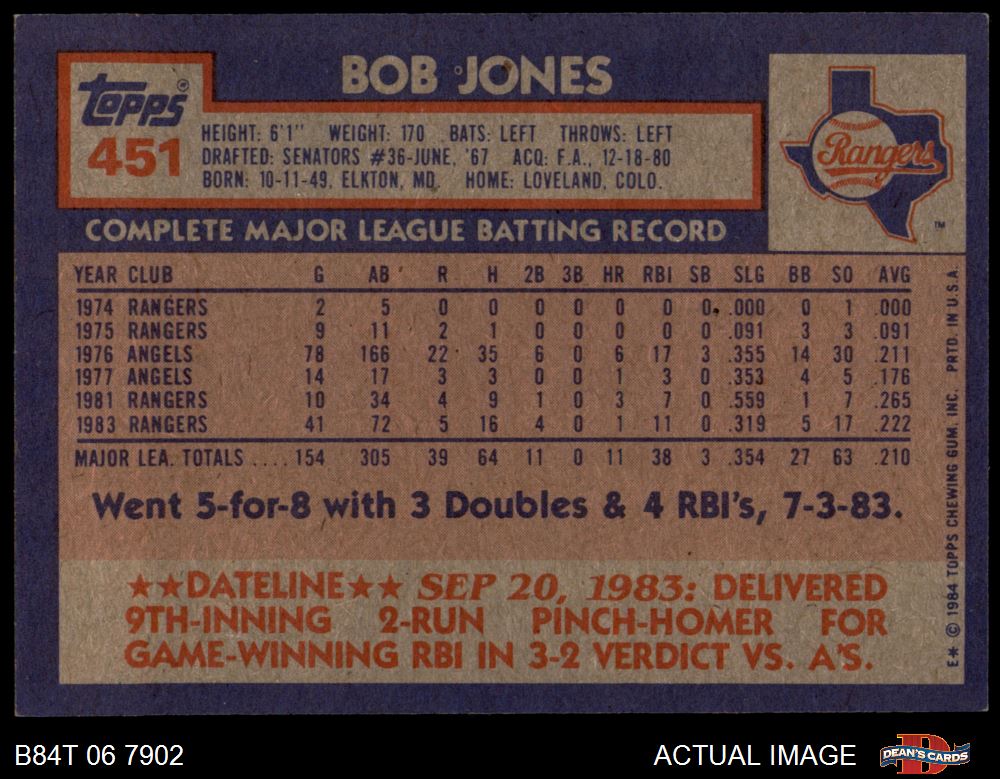 BOB JONES
Topps®
451
HEIGHT: 6'1" WEIGHT: 170 BATS: LEFT THROWS: LEFT
DRAFTED: SENATORS #36-JUNE, '67 ACQ: F.A., 12-18-80
BORN: 10-11-49, ELKTON, MD. HOME: LOVELAND, COLO.
Rangers
TM
COMPLETE MAJOR LEAGUE BATTING RECORD
YEAR CLUB G AB R H 2B 3B HR RBI SB SLG BB SO AVG
1974 RANGERS 2 5 0 0 0 0 0 0 0 .000 0 1 .000
1975 RANGERS 9 11 2 1 0 0 0 0 0 .091 3 3 .091
1976 ANGELS 78 166 22 35 6 0 6 17 3 .355 14 30 .211
1977 ANGELS 14 17 3 3 0 0 1 3 0 .353 4 5 .176
1981 RANGERS 10 34 4 9 1 0 3 7 0 .559 1 7 .265
1983 RANGERS 41 72 5 16 4 0 1 11 0 .319 5 17 .222
MAJOR LEA. TOTALS ....154 305 39 64 11 0 11 38 3 .354 27 63 .210
Went 5-for-8 with 3 Doubles & 4 RBI's, 7-3-83.
★★DATELINE★★ SEP 20, 1983: DELIVERED
9TH-INNING 2-RUN PINCH-HOMER FOR
GAME-WINNING RBI IN 3-2 VERDICT VS. A'S.
E* © 1984 TOPPS CHEWING GUM, INC. PRTD. IN U.S.A.
B84T 06 7902
ACTUAL IMAGE
DEAN'S CARDS